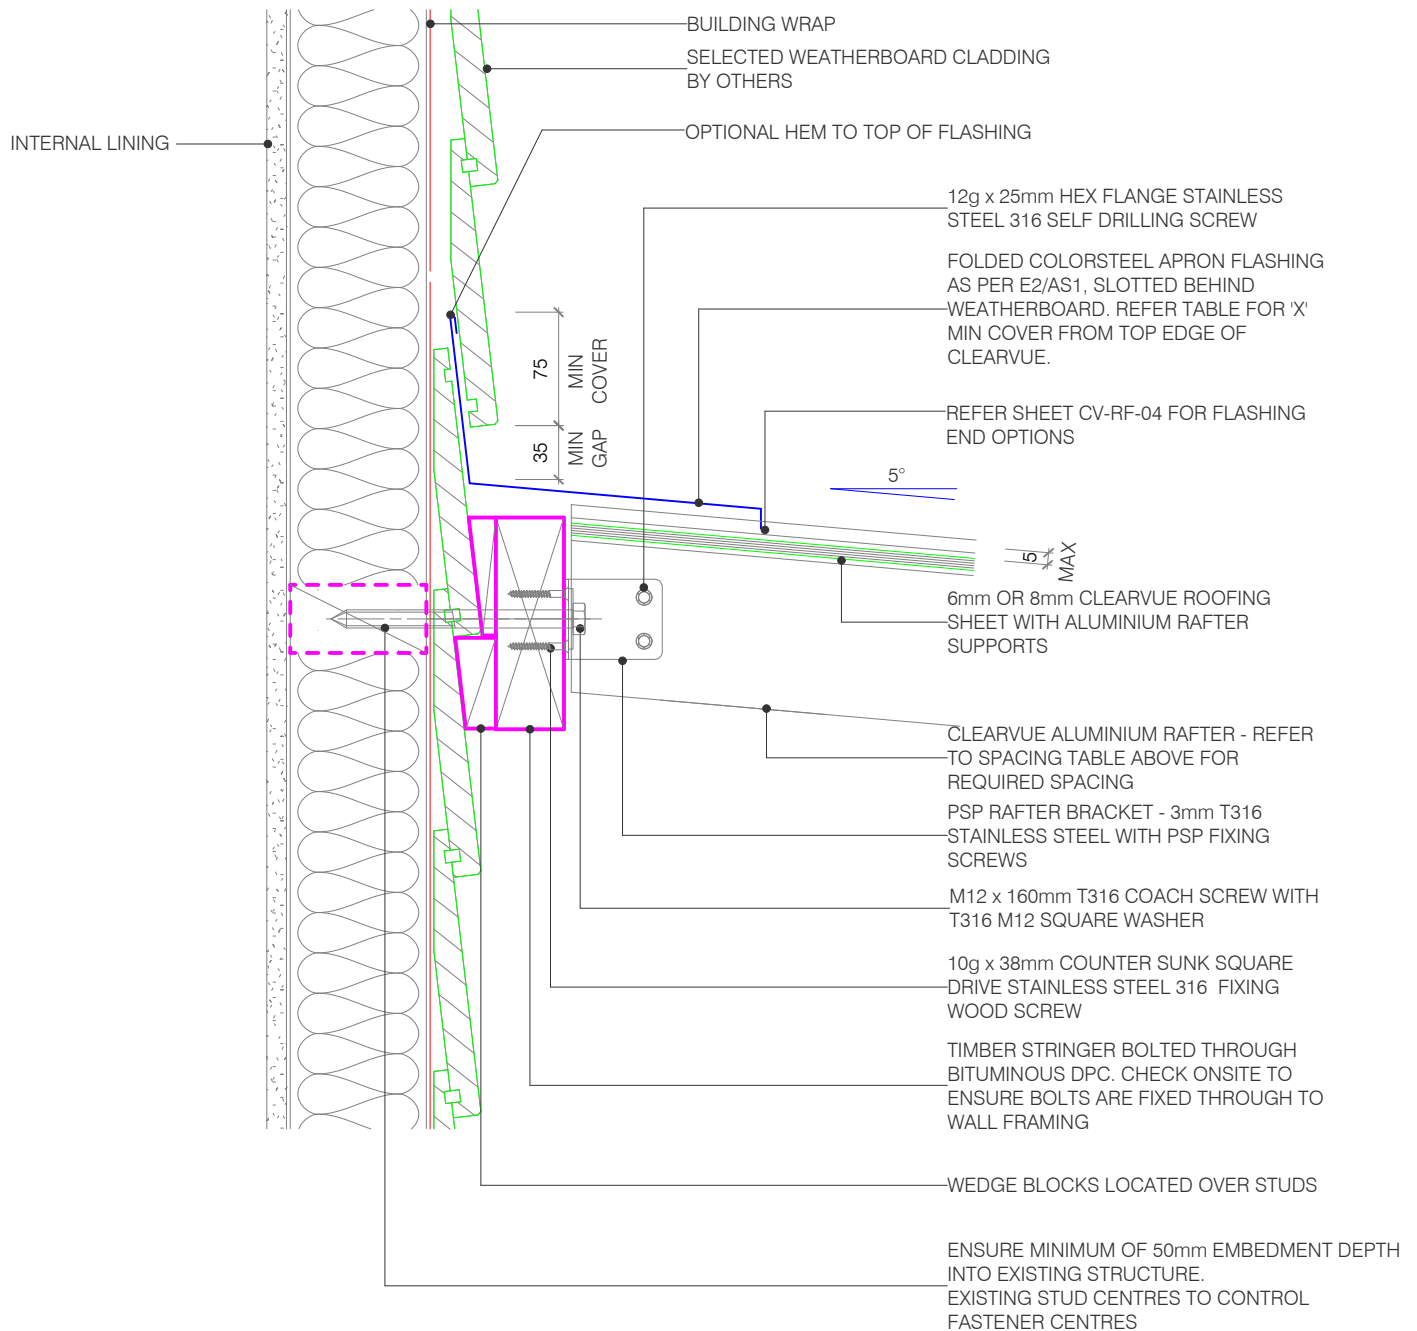 BUILDING WRAP
SELECTED WEATHERBOARD CLADDING
BY OTHERS
OPTIONAL HEM TO TOP OF FLASHING
INTERNAL LINING
12g x 25mm HEX FLANGE STAINLESS
STEEL 316 SELF DRILLING SCREW
FOLDED COLORSTEEL APRON FLASHING
AS PER E2/AS1, SLOTTED BEHIND
WEATHERBOARD. REFER TABLE FOR 'X'
MIN COVER FROM TOP EDGE OF
CLEARVUE.
75
MIN
COVER
35
MIN
GAP
REFER SHEET CV-RF-04 FOR FLASHING
END OPTIONS
5°
5
MAX
6mm OR 8mm CLEARVUE ROOFING
SHEET WITH ALUMINIUM RAFTER
SUPPORTS
CLEARVUE ALUMINIUM RAFTER - REFER
TO SPACING TABLE ABOVE FOR
REQUIRED SPACING
PSP RAFTER BRACKET - 3mm T316
STAINLESS STEEL WITH PSP FIXING
SCREWS
M12 x 160mm T316 COACH SCREW WITH
T316 M12 SQUARE WASHER
10g x 38mm COUNTER SUNK SQUARE
DRIVE STAINLESS STEEL 316 FIXING
WOOD SCREW
TIMBER STRINGER BOLTED THROUGH
BITUMINOUS DPC. CHECK ONSITE TO
ENSURE BOLTS ARE FIXED THROUGH TO
WALL FRAMING
WEDGE BLOCKS LOCATED OVER STUDS
ENSURE MINIMUM OF 50mm EMBEDMENT DEPTH
INTO EXISTING STRUCTURE.
EXISTING STUD CENTRES TO CONTROL
FASTENER CENTRES